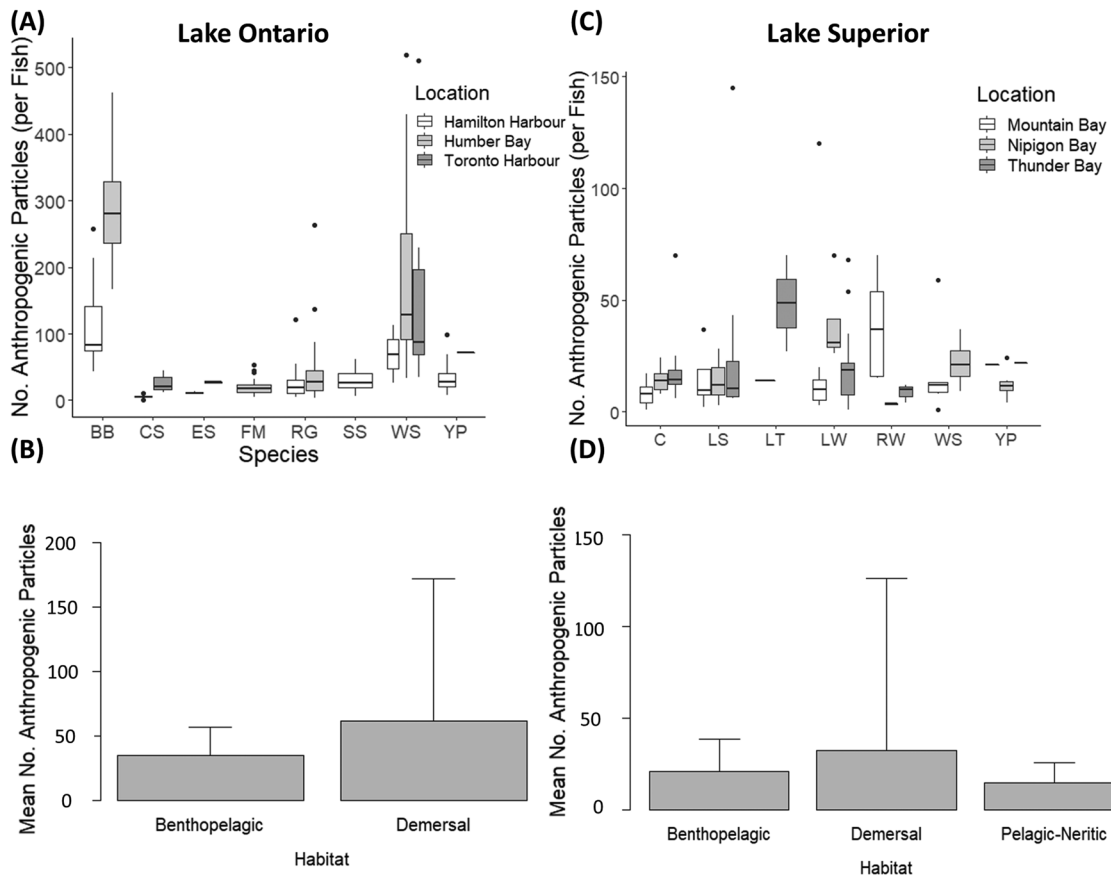 (A)
Lake Ontario
No. Anthropogenic Particles (per Fish)
500
400
300
200
100
0
Location
Hamilton Harbour
Humber Bay
Toronto Harbour
BB CS ES FM RG SS WS YP
Species
(C)
Lake Superior
No. Anthropogenic Particles (per Fish)
150
100
50
0
Location
Mountain Bay
Nipigon Bay
Thunder Bay
C LS LT LW RW WS YP
(B)
Mean No. Anthropogenic Particles
200
150
100
50
0
Benthopelagic Demersal
Habitat
(D)
Mean No. Anthropogenic Particles
150
100
50
0
Benthopelagic Demersal Pelagic-Neritic
Habitat